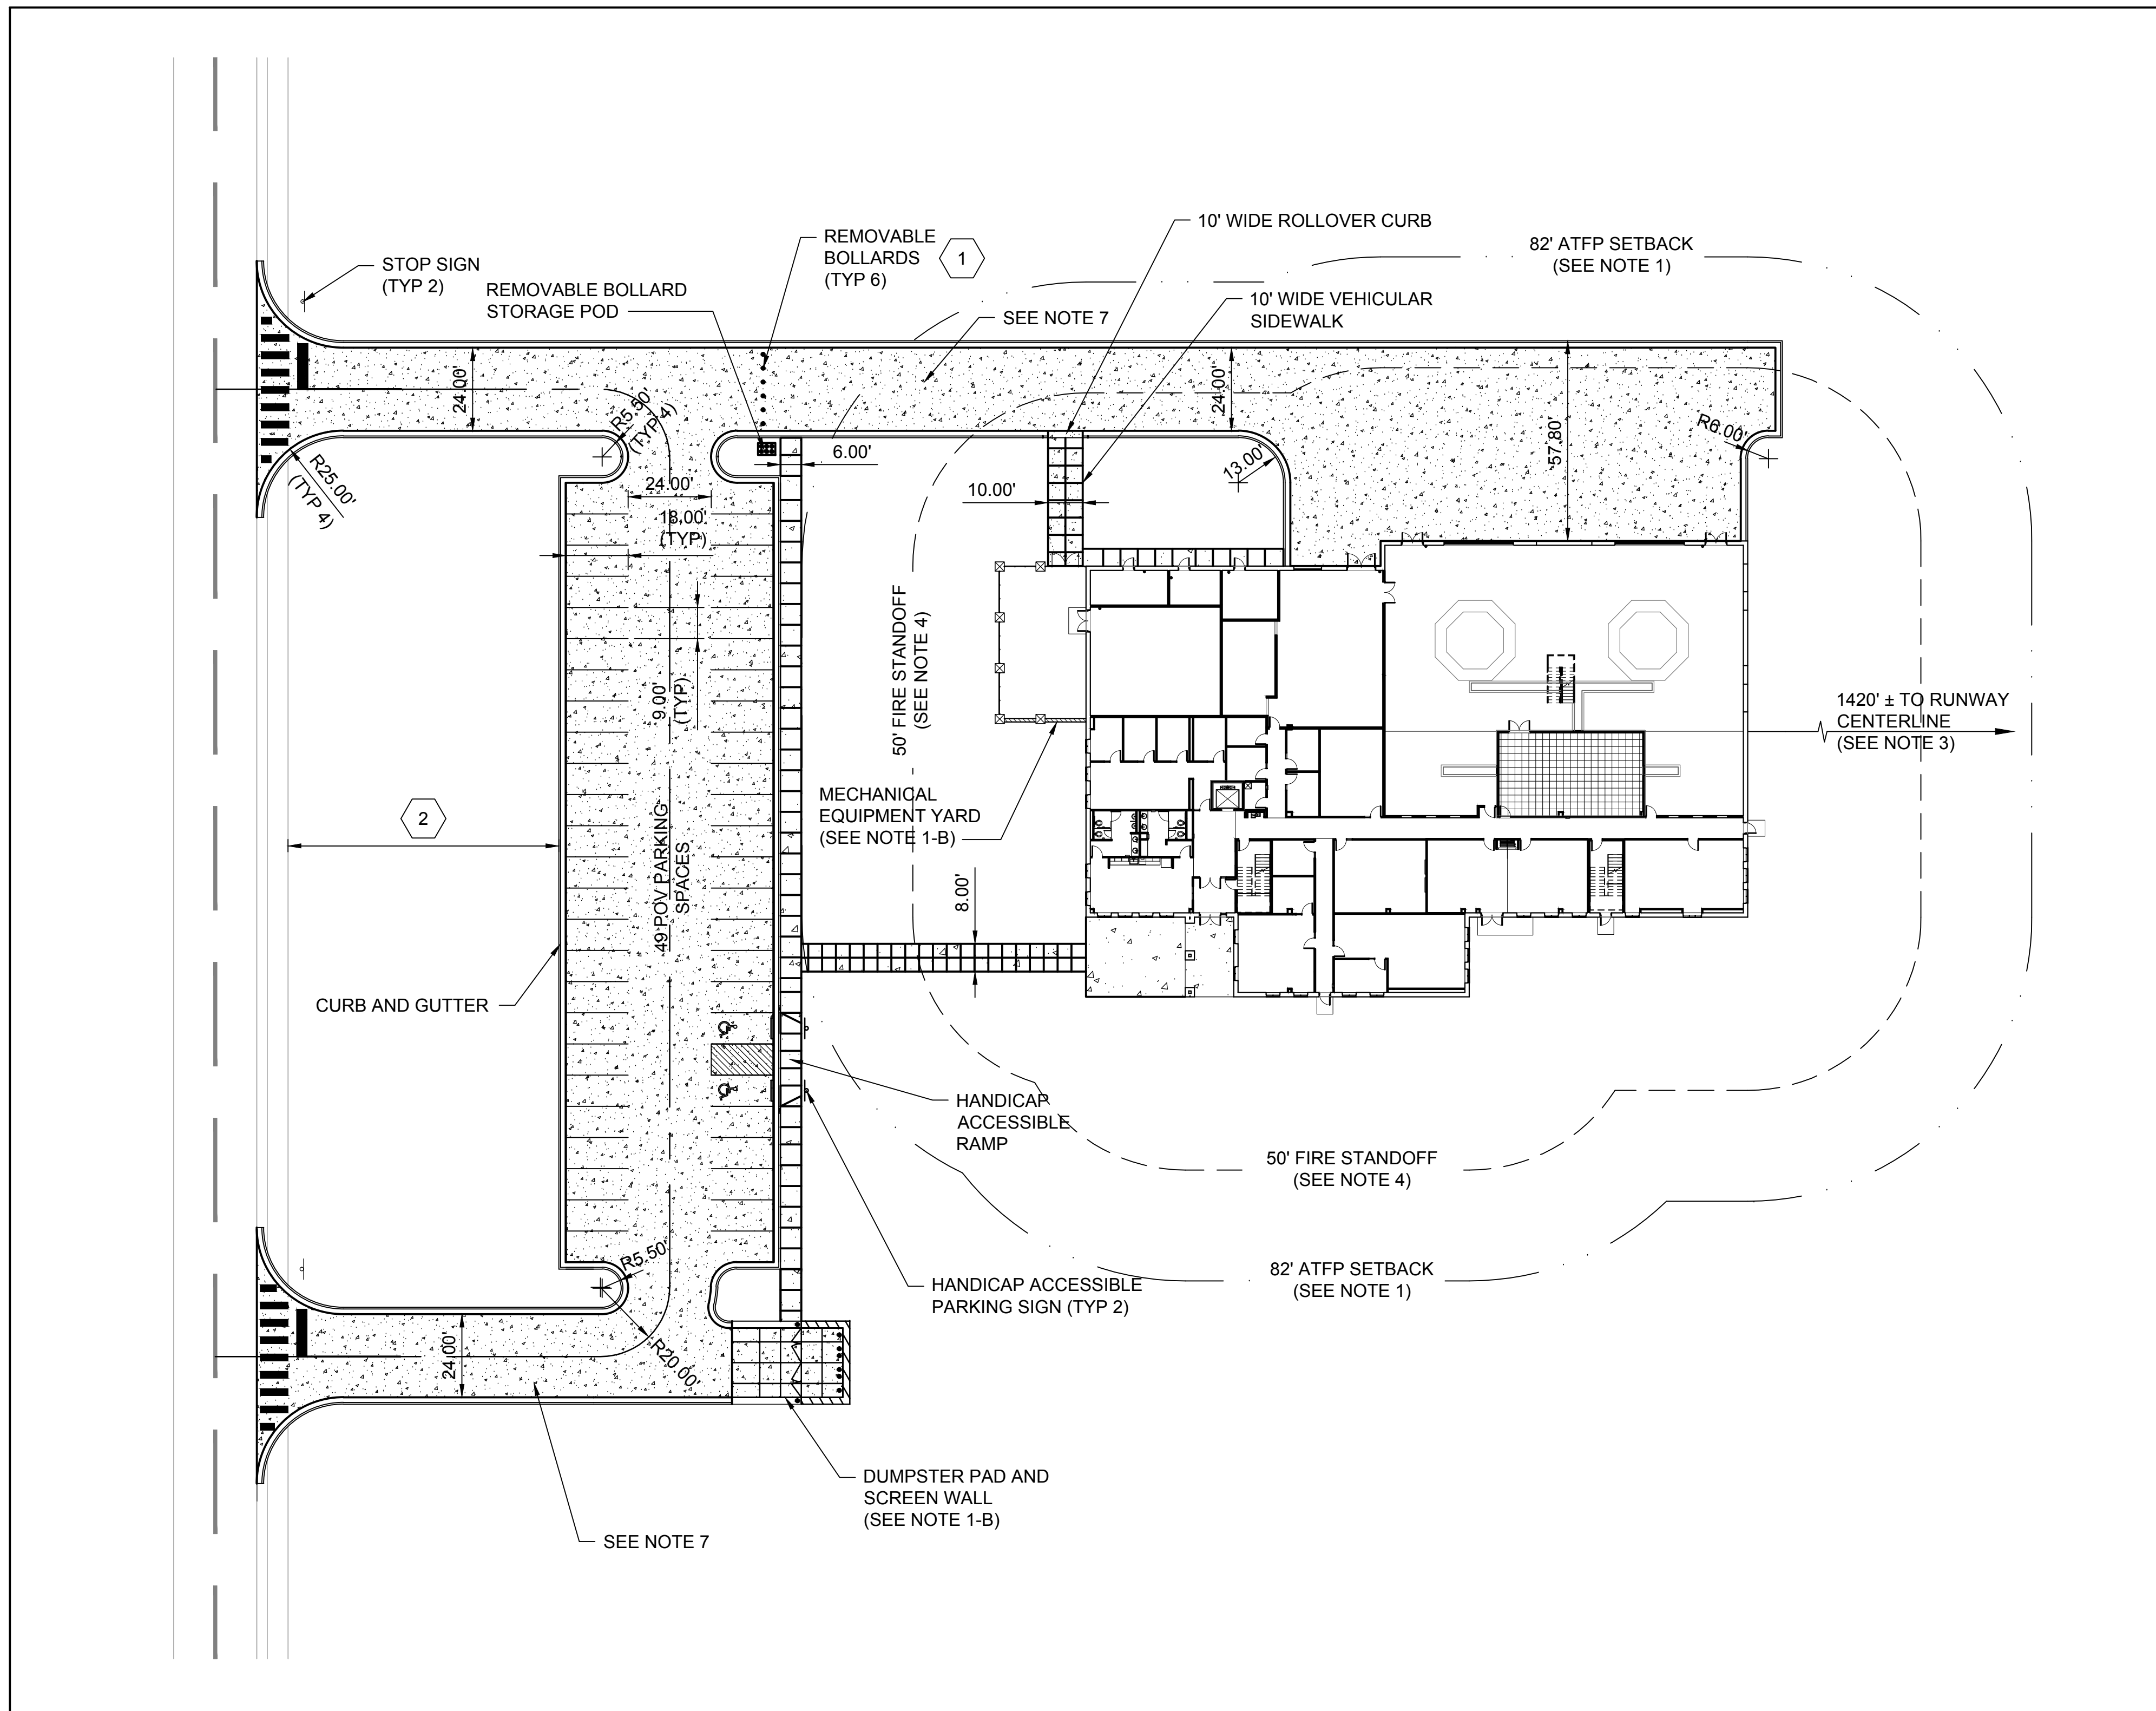 10' WIDE ROLLOVER CURB
REMOVABLE
BOLLARDS
(TYP 6)
1
82' ATFP SETBACK
(SEE NOTE 1)
STOP SIGN
(TYP 2)
REMOVABLE BOLLARD
STORAGE POD
10' WIDE VEHICULAR
SIDEWALK
SEE NOTE 7
24.00'
R5.50'
(TYP 4)
24.00'
57.80'
R6.00'
6.00'
13.00'
R25.00'
(TYP 4)
24.00'
10.00'
18.00'
(TYP)
50' FIRE STANDOFF
(SEE NOTE 4)
9.00'
(TYP)
1420' ± TO RUNWAY
CENTERLINE
(SEE NOTE 3)
MECHANICAL
EQUIPMENT YARD
(SEE NOTE 1-B)
2
49 POV PARKING
SPACES
8.00'
CURB AND GUTTER
HANDICAP
ACCESSIBLE
RAMP
50' FIRE STANDOFF
(SEE NOTE 4)
R5.50'
82' ATFP SETBACK
(SEE NOTE 1)
HANDICAP ACCESSIBLE
PARKING SIGN (TYP 2)
24.00'
R20.00'
DUMPSTER PAD AND
SCREEN WALL
(SEE NOTE 1-B)
SEE NOTE 7